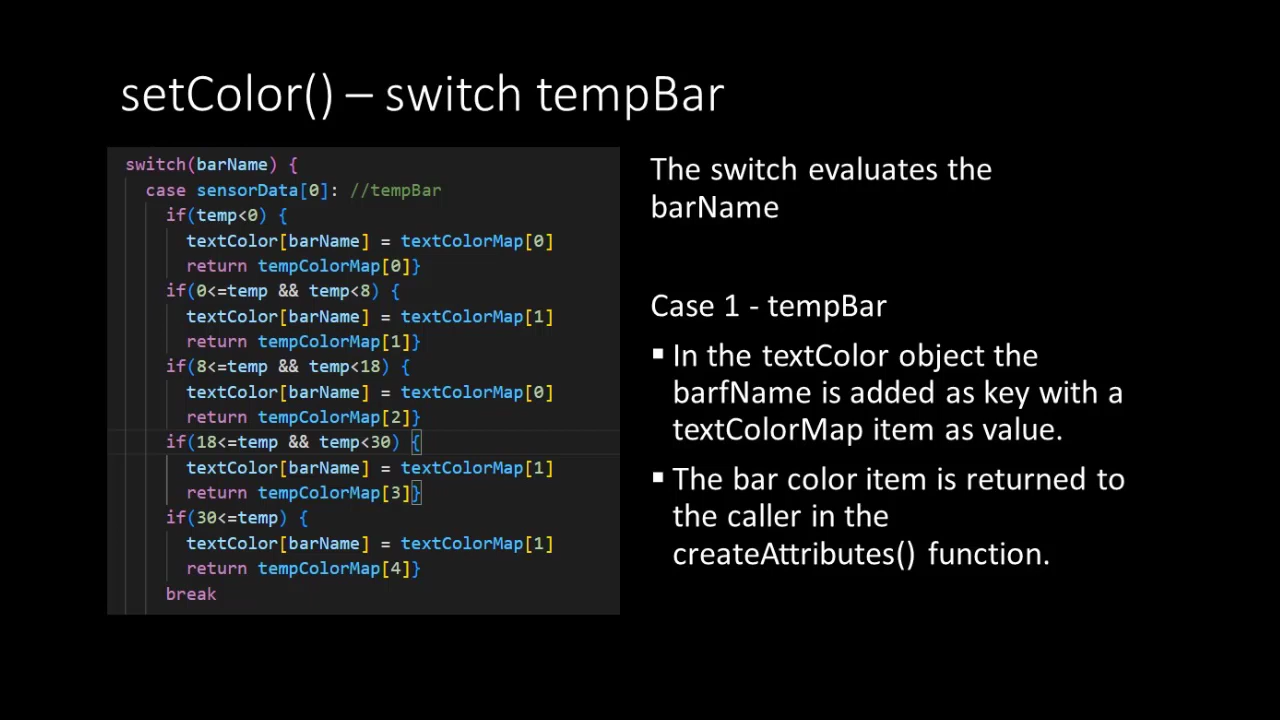 setColor() – switch tempBar
switch(barName) {
case sensorData[0]: //tempBar
if(temp<0) {
textColor[barName] = textColorMap[0]
return tempColorMap[0]}
if(0<=temp && temp<8) {
textColor[barName] = textColorMap[1]
return tempColorMap[1]}
if(8<=temp && temp<18) {
textColor[barName] = textColorMap[0]
return tempColorMap[2]}
if(18<=temp && temp<30) {
textColor[barName] = textColorMap[1]
return tempColorMap[3]}
if(30<=temp) {
textColor[barName] = textColorMap[1]
return tempColorMap[4]}
break
The switch evaluates the
barName
Case 1 - tempBar
▪ In the textColor object the
barfName is added as key with a
textColorMap item as value.
▪ The bar color item is returned to
the caller in the
createAttributes() function.